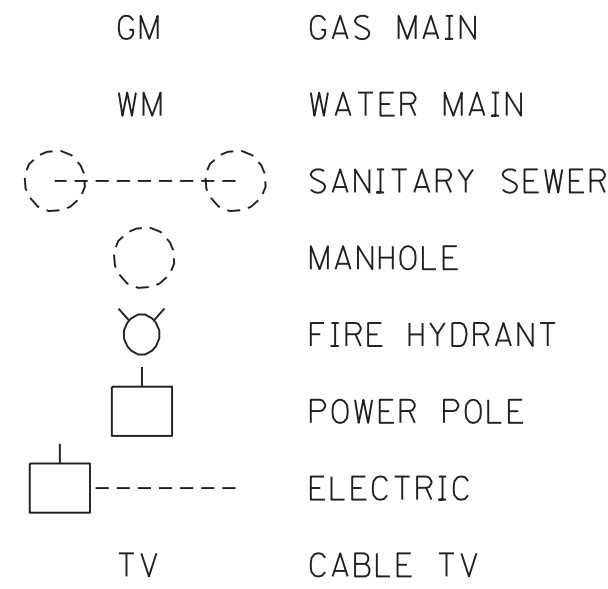 GM GAS MAIN
WM WATER MAIN
SANITARY SEWER
MANHOLE
FIRE HYDRANT
POWER POLE
ELECTRIC
TV CABLE TV